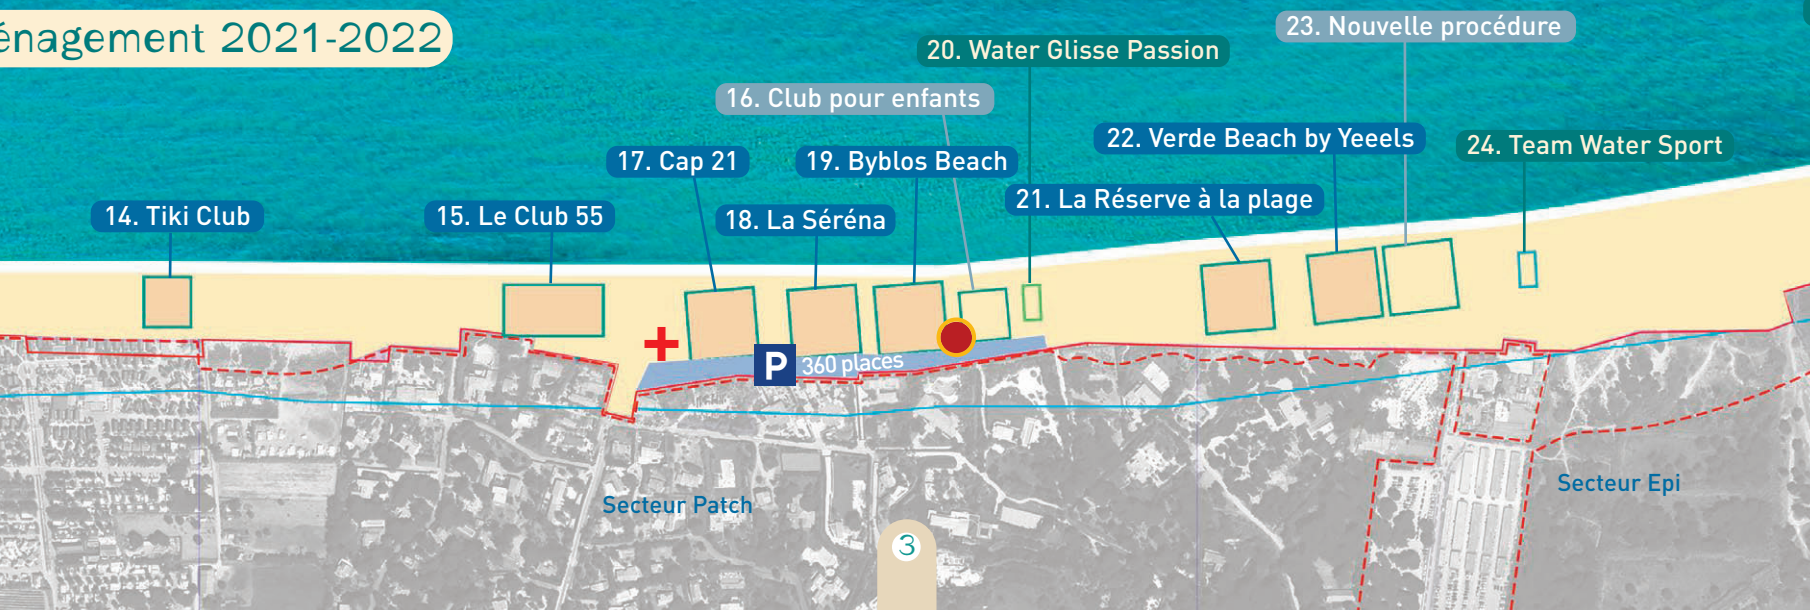 énagement 2021-2022
23. Nouvelle procédure
20. Water Glisse Passion
16. Club pour enfants
22. Verde Beach by Yeeels
24. Team Water Sport
17. Cap 21
19. Byblos Beach
21. La Réserve à la plage
14. Tiki Club
15. Le Club 55
18. La Séréna
P
360 places
Secteur Patch
Secteur Epi
3